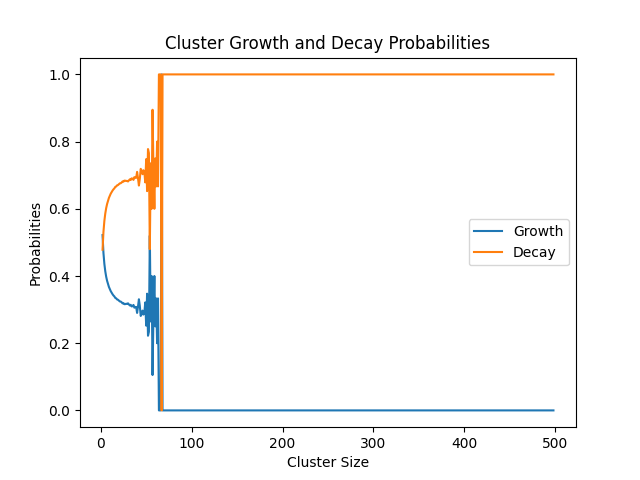 Cluster Growth and Decay Probabilities
1.0
0.8
0.6
0.4
0.2
0.0
Probabilities
Growth
Decay
0
100
200
300
400
500
Cluster Size